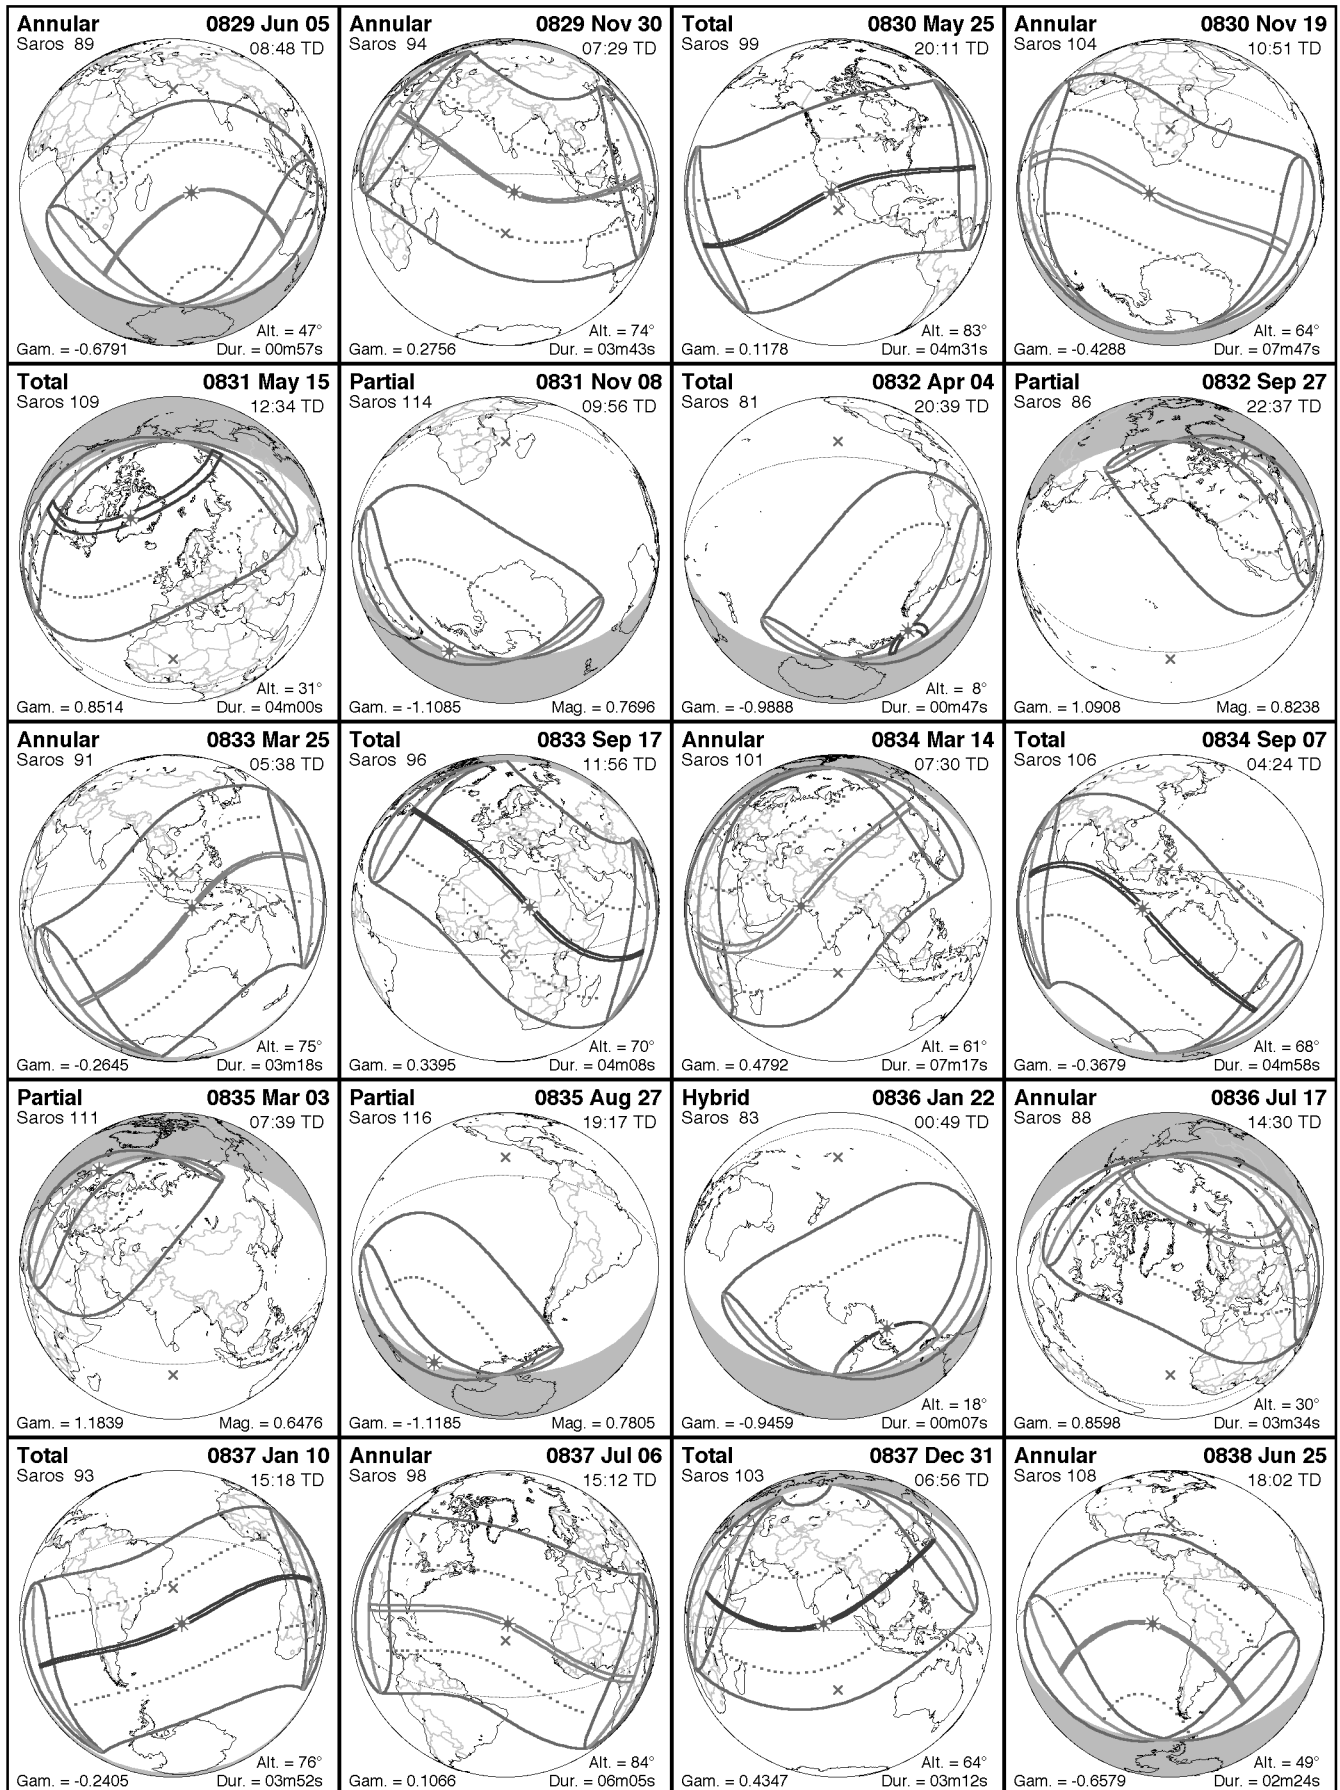 Annular 0829 Jun 05
Saros 89 08:48 TD
Alt. = 47°
Gam. = -0.6791 Dur. = 00m57s
Annular 0829 Nov 30
Saros 94 07:29 TD
Alt. = 74°
Gam. = 0.2756 Dur. = 03m43s
Total 0830 May 25
Saros 99 20:11 TD
Alt. = 83°
Gam. = 0.1178 Dur. = 04m31s
Annular 0830 Nov 19
Saros 104 10:51 TD
Alt. = 64°
Gam. = -0.4288 Dur. = 07m47s
Total 0831 May 15
Saros 109 12:34 TD
Alt. = 31°
Gam. = 0.8514 Dur. = 04m00s
Partial 0831 Nov 08
Saros 114 09:56 TD
Gam. = -1.1085 Mag. = 0.7696
Total 0832 Apr 04
Saros 81 20:39 TD
Alt. = 8°
Gam. = -0.9888 Dur. = 00m47s
Partial 0832 Sep 27
Saros 86 22:37 TD
Gam. = 1.0908 Mag. = 0.8238
Annular 0833 Mar 25
Saros 91 05:38 TD
Alt. = 75°
Gam. = -0.2645 Dur. = 03m18s
Total 0833 Sep 17
Saros 96 11:56 TD
Alt. = 70°
Gam. = 0.3395 Dur. = 04m08s
Annular 0834 Mar 14
Saros 101 07:30 TD
Alt. = 61°
Gam. = 0.4792 Dur. = 07m17s
Total 0834 Sep 07
Saros 106 04:24 TD
Alt. = 68°
Gam. = -0.3679 Dur. = 04m58s
Partial 0835 Mar 03
Saros 111 07:39 TD
Gam. = 1.1839 Mag. = 0.6476
Partial 0835 Aug 27
Saros 116 19:17 TD
Gam. = -1.1185 Mag. = 0.7805
Hybrid 0836 Jan 22
Saros 83 00:49 TD
Alt. = 18°
Gam. = -0.9459 Dur. = 00m07s
Annular 0836 Jul 17
Saros 88 14:30 TD
Alt. = 30°
Gam. = 0.8598 Dur. = 03m34s
Total 0837 Jan 10
Saros 93 15:18 TD
Alt. = 76°
Gam. = -0.2405 Dur. = 03m52s
Annular 0837 Jul 06
Saros 98 15:12 TD
Alt. = 84°
Gam. = 0.1066 Dur. = 06m05s
Total 0837 Dec 31
Saros 103 06:56 TD
Alt. = 64°
Gam. = 0.4347 Dur. = 03m12s
Annular 0838 Jun 25
Saros 108 18:02 TD
Alt. = 49°
Gam. = -0.6579 Dur. = 02m24s